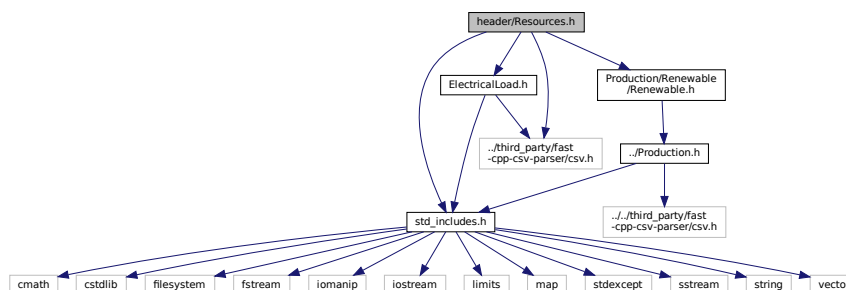 header/Resources.h
ElectricalLoad.h
Production/Renewable
/Renewable.h
../third_party/fast
-cpp-csv-parser/csv.h
../Production.h
std_includes.h
../../third_party/fast
-cpp-csv-parser/csv.h
cmath
cstdlib
filesystem
fstream
iomanip
iostream
limits
map
stdexcept
sstream
string
vecto